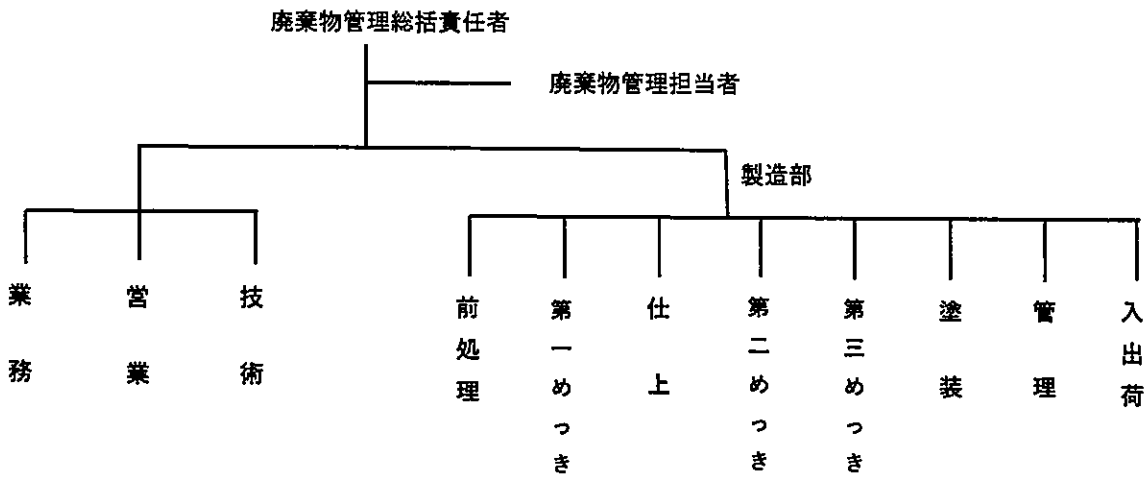 廃棄物管理総括責任者
廃棄物管理担当者
製造部
業務
営業
技術
前処理
第一めっき
仕上
第二めっき
第三めっき
塗装
管理
入出荷